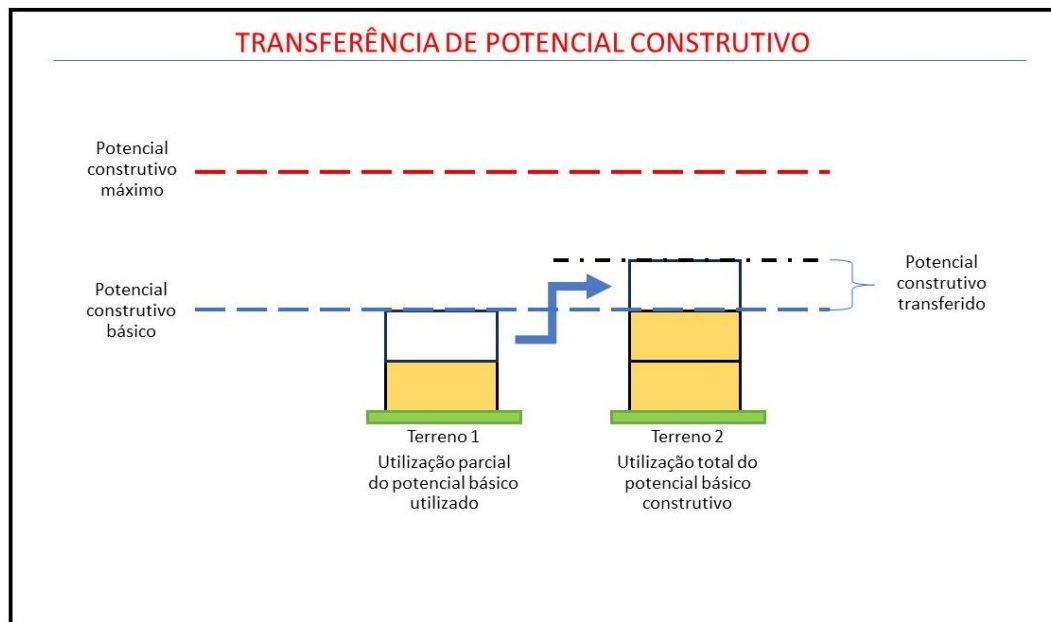 TRANSFERÊNCIA DE POTENCIAL CONSTRUTIVO
Potencial
construtivo
máximo
Potencial
construtivo
básico
Potencial
construtivo
transferido
Terreno 1
Utilização parcial
do potencial básico
utilizado
Terreno 2
Utilização total do
potencial básico
construtivo